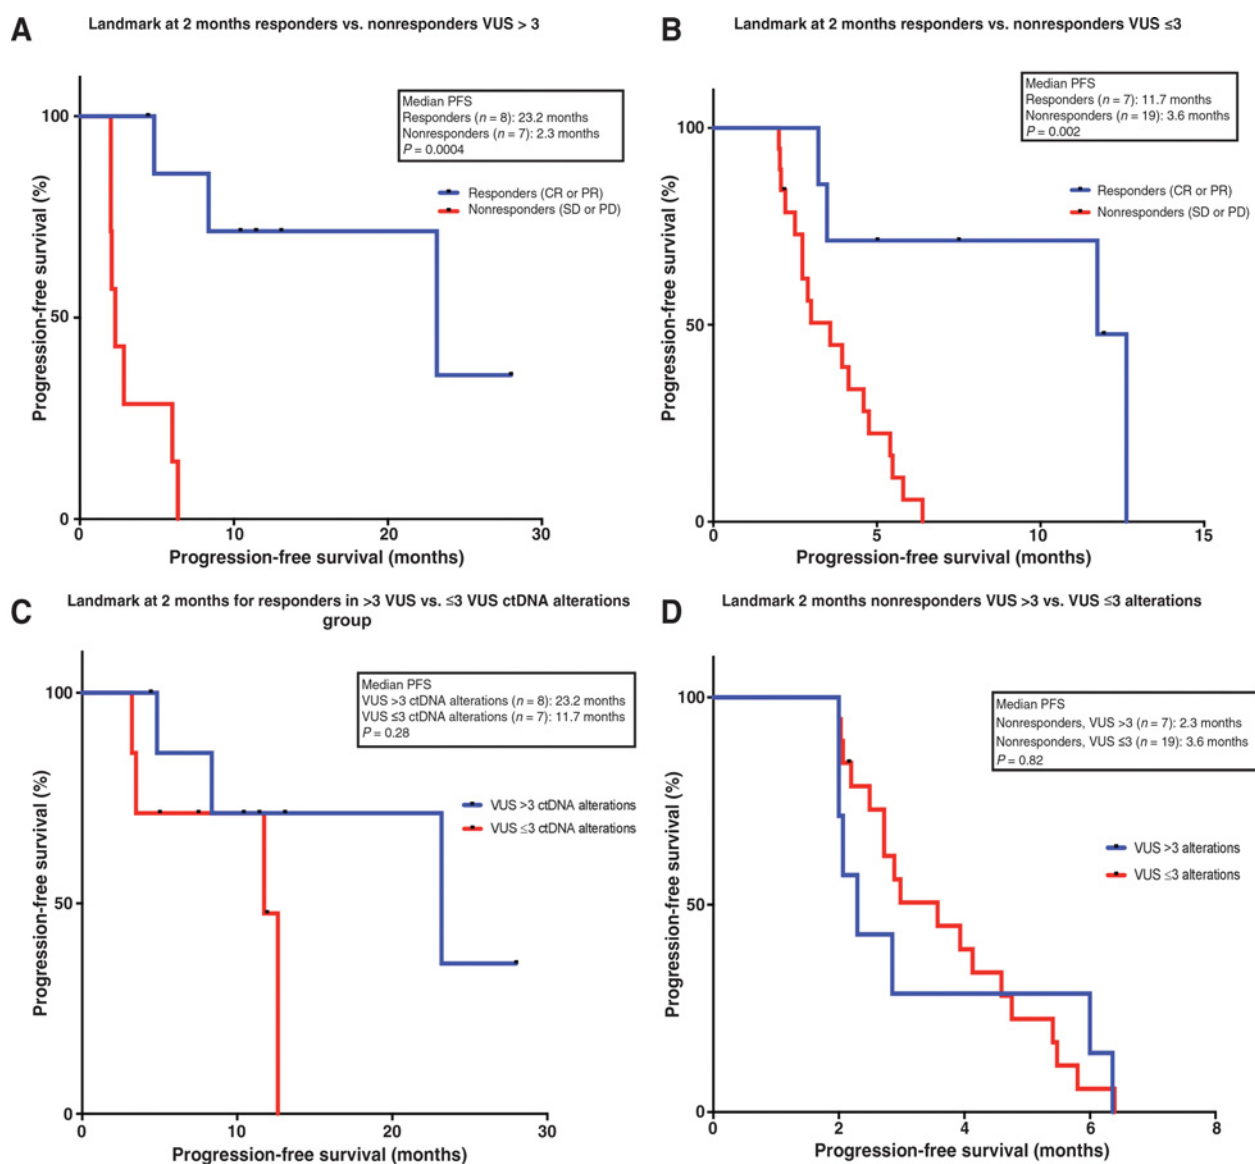 A
Landmark at 2 months responders vs. nonresponders VUS > 3
Median PFS
Responders (n = 8): 23.2 months
Nonresponders (n = 7): 2.3 months
P = 0.0004
Responders (CR or PR)
Nonresponders (SD or PD)
Progression-free survival (%)
100
50
0
0 10 20 30
Progression-free survival (months)
B
Landmark at 2 months responders vs. nonresponders VUS ≤3
Median PFS
Responders (n = 7): 11.7 months
Nonresponders (n = 19): 3.6 months
P = 0.002
Responders (CR or PR)
Nonresponders (SD or PD)
Progression-free survival (%)
100
50
0
0 5 10 15
Progression-free survival (months)
C
Landmark at 2 months for responders in >3 VUS vs. ≤3 VUS ctDNA alterations
group
Median PFS
VUS >3 ctDNA alterations (n = 8): 23.2 months
VUS ≤3 ctDNA alterations (n = 7): 11.7 months
P = 0.28
VUS >3 ctDNA alterations
VUS ≤3 ctDNA alterations
Progression-free survival (%)
100
50
0
0 10 20 30
Progression-free survival (months)
D
Landmark 2 months nonresponders VUS >3 vs. VUS ≤3 alterations
Median PFS
Nonresponders, VUS >3 (n = 7): 2.3 months
Nonresponders, VUS ≤3 (n = 19): 3.6 months
P = 0.82
VUS >3 alterations
VUS ≤3 alterations
Progression-free survival (%)
100
50
0
0 2 4 6 8
Progression-free survival (months)